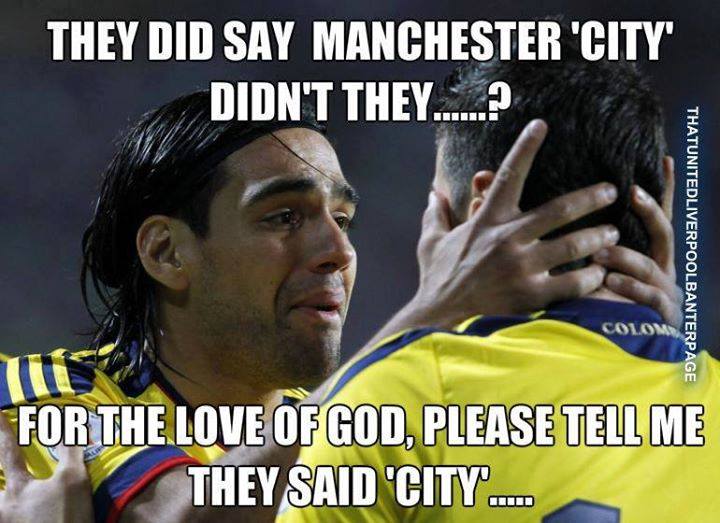 THEY DID SAY MANCHESTER 'CITY'
DIDN'T THEY......?
THATUNITEDLIVERPOOLBANTERPAGE
COLOM
FOR THE LOVE OF GOD, PLEASE TELL ME
THEY SAID 'CITY'.....